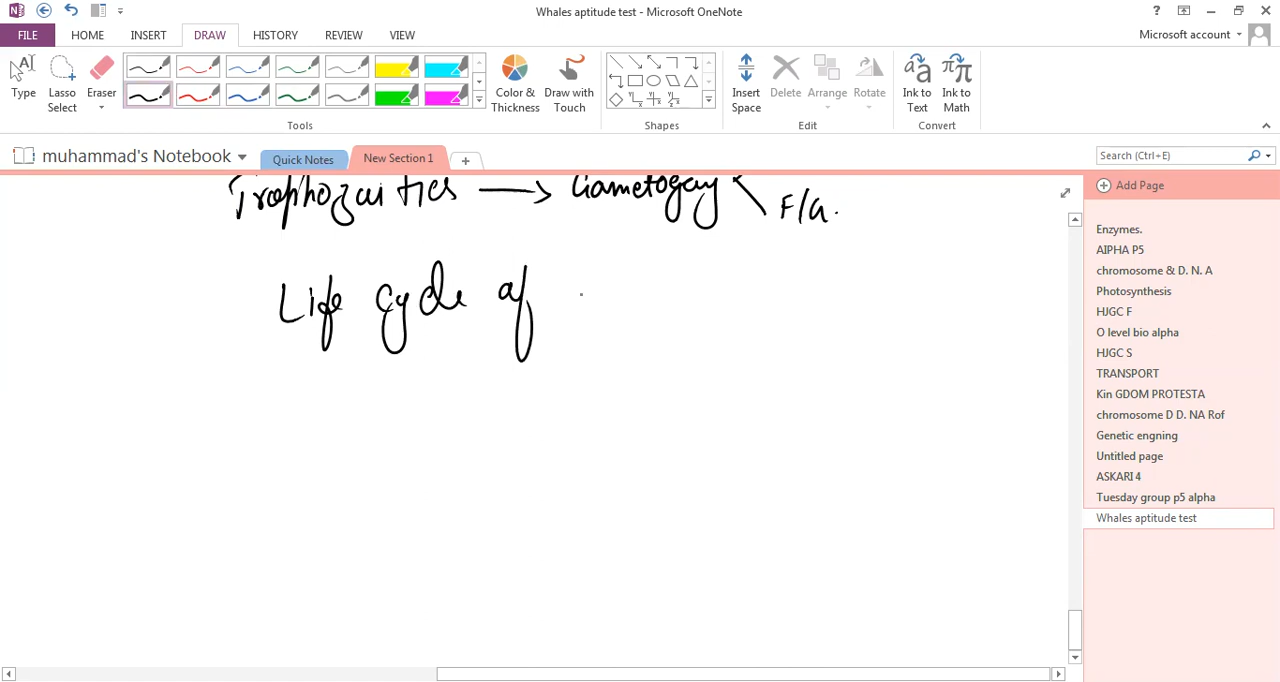 Whales aptitude test - Microsoft OneNote
FILE HOME INSERT DRAW HISTORY REVIEW VIEW
Microsoft account
Type Lasso Select Eraser Color & Thickness Draw with Touch Insert Space Delete Arrange Rotate Ink to Text Ink to Math
Tools Shapes Edit Convert
muhammad's Notebook Quick Notes New Section 1 Search (Ctrl+E)
Add Page
Gametogay
F/G.
Life cycle of
Enzymes.
AIPHA P5
chromosome & D. N. A
Photosynthesis
HJGC F
O level bio alpha
HJGC S
TRANSPORT
Kin GDOM PROTESTA
chromosome D D. NA Rof
Genetic engning
Untitled page
ASKARI 4
Tuesday group p5 alpha
Whales aptitude test